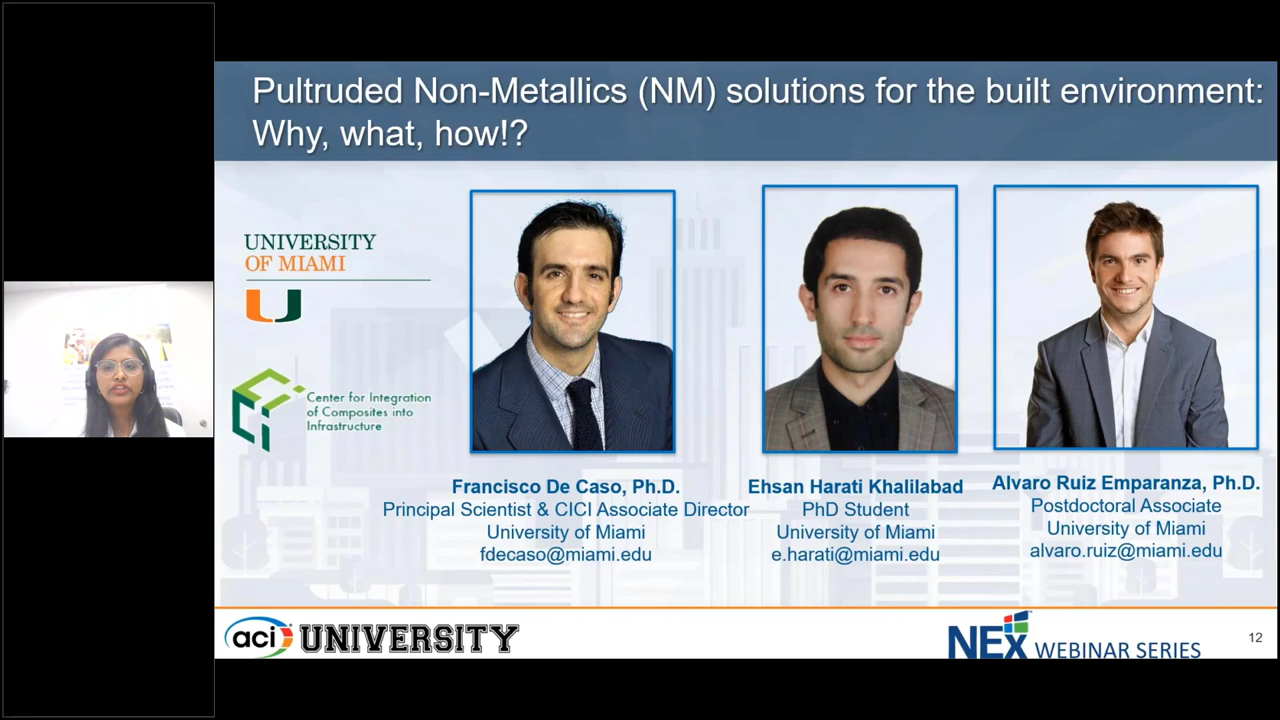 Pultruded Non-Metallics (NM) solutions for the built environment:
Why, what, how!?
UNIVERSITY
OF MIAMI
Center for Integration
of Composites into
Infrastructure
Francisco De Caso, Ph.D.
Principal Scientist & CICI Associate Director
University of Miami
fdecaso@miami.edu
Ehsan Harati Khalilabad
PhD Student
University of Miami
e.harati@miami.edu
Alvaro Ruiz Emparanza, Ph.D.
Postdoctoral Associate
University of Miami
alvaro.ruiz@miami.edu
aci UNIVERSITY
NEx WEBINAR SERIES
12